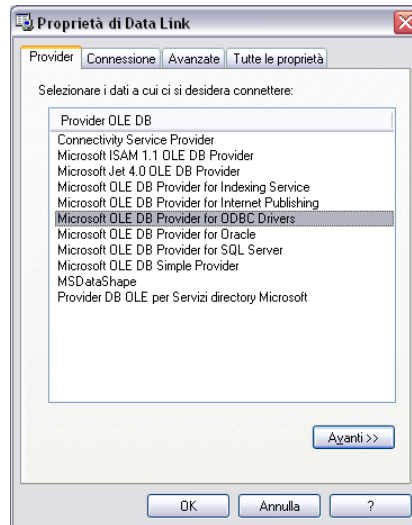 Proprietà di Data Link
Provider Connessione Avanzate Tutte le proprietà
Selezionare i dati a cui ci si desidera connettere:
Provider OLE DB
Connectivity Service Provider
Microsoft ISAM 1.1 OLE DB Provider
Microsoft Jet 4.0 OLE DB Provider
Microsoft OLE DB Provider for Indexing Service
Microsoft OLE DB Provider for Internet Publishing
Microsoft OLE DB Provider for ODBC Drivers
Microsoft OLE DB Provider for Oracle
Microsoft OLE DB Provider for SQL Server
Microsoft OLE DB Simple Provider
MSDataShape
Provider DB OLE per Servizi directory Microsoft
Avanti >>
OK Annulla ?